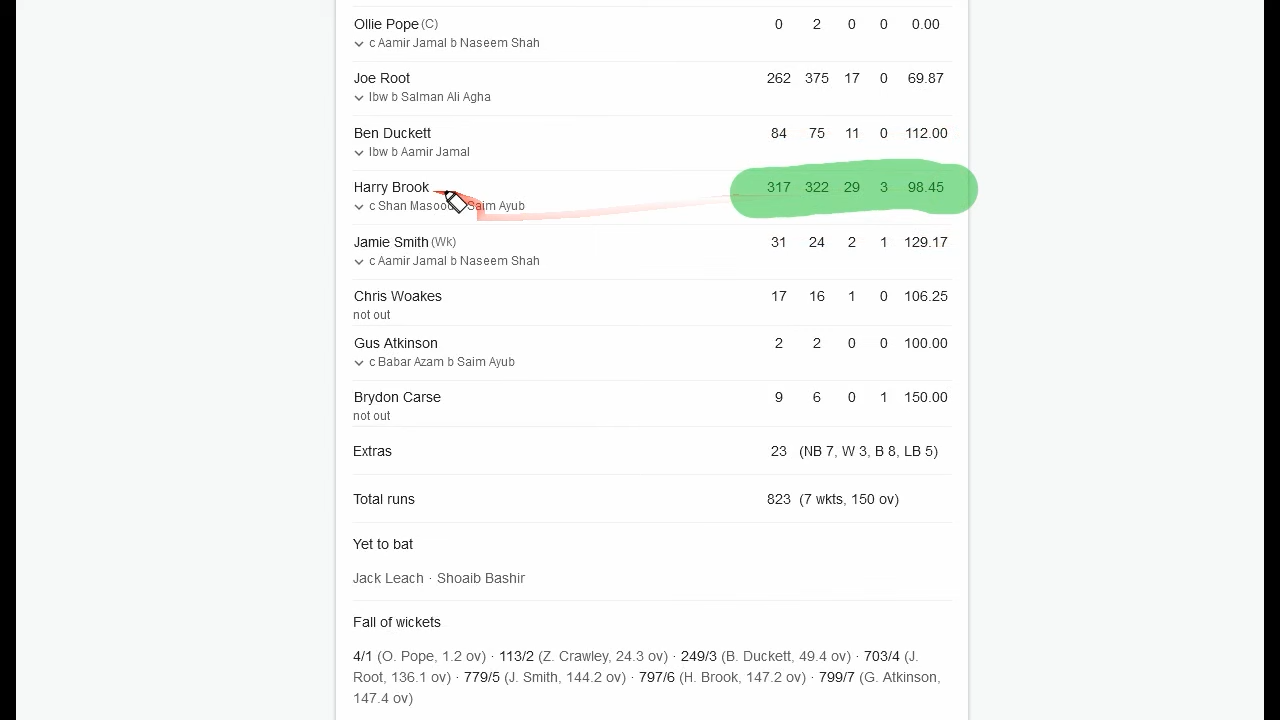 Ollie Pope (C) 0 2 0 0 0.00
c Aamir Jamal b Naseem Shah
Joe Root 262 375 17 0 69.87
lbw b Salman Ali Agha
Ben Duckett 84 75 11 0 112.00
lbw b Aamir Jamal
Harry Brook 317 322 29 3 98.45
c Shan Masood Saim Ayub
Jamie Smith (Wk) 31 24 2 1 129.17
c Aamir Jamal b Naseem Shah
Chris Woakes 17 16 1 0 106.25
not out
Gus Atkinson 2 2 0 0 100.00
c Babar Azam b Saim Ayub
Brydon Carse 9 6 0 1 150.00
not out
Extras 23 (NB 7, W 3, B 8, LB 5)
Total runs 823 (7 wkts, 150 ov)
Yet to bat
Jack Leach · Shoaib Bashir
Fall of wickets
4/1 (O. Pope, 1.2 ov) · 113/2 (Z. Crawley, 24.3 ov) · 249/3 (B. Duckett, 49.4 ov) · 703/4 (J.
Root, 136.1 ov) · 779/5 (J. Smith, 144.2 ov) · 797/6 (H. Brook, 147.2 ov) · 799/7 (G. Atkinson,
147.4 ov)